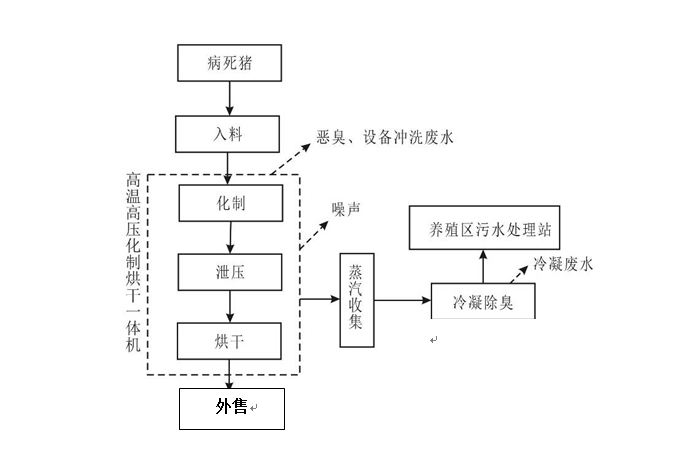 病死猪
入料
恶臭、设备冲洗废水
高温高压化制烘干一体机
化制
噪声
养殖区污水处理站
泄压
蒸汽收集
冷凝废水
冷凝除臭
烘干
外售